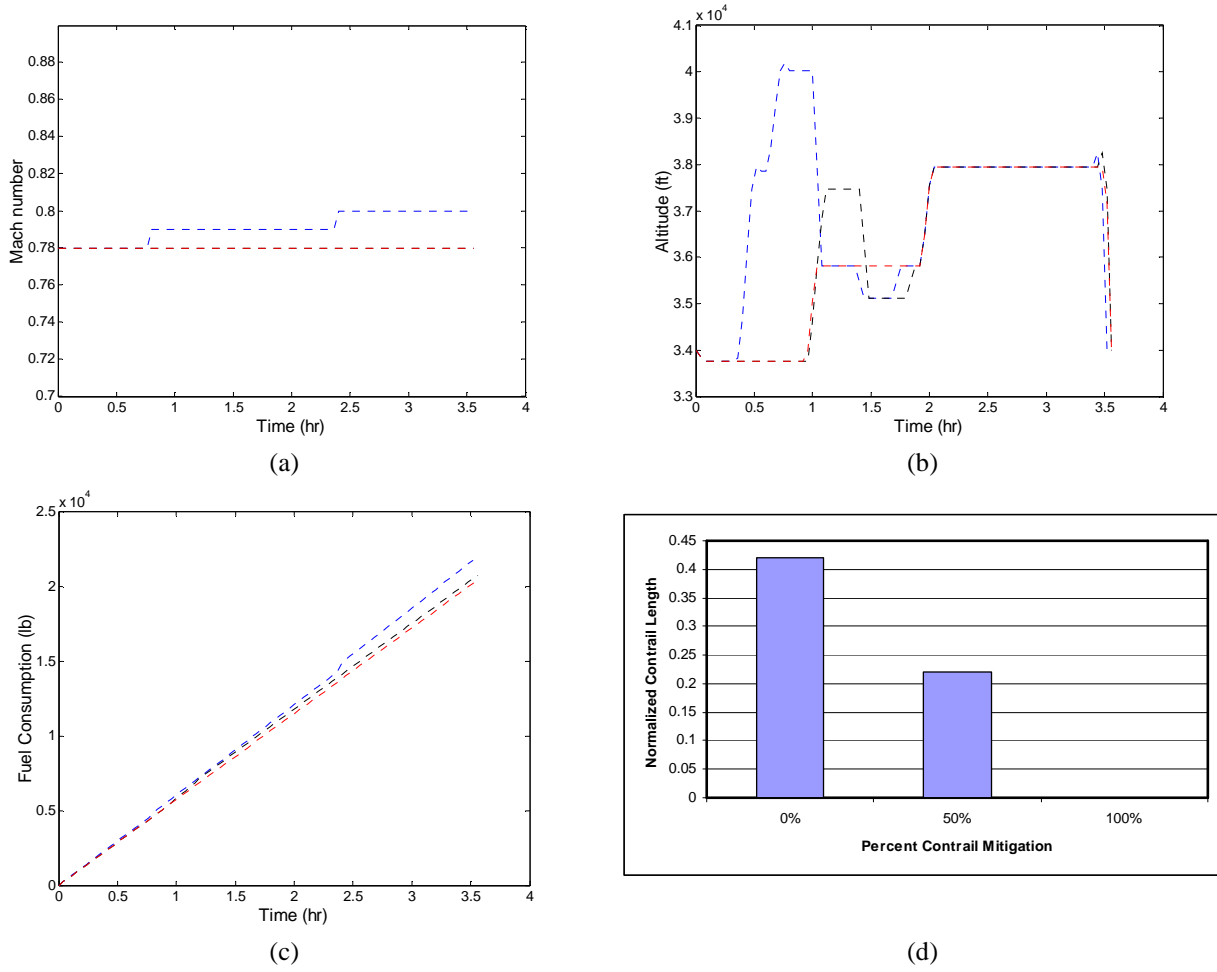 0.88
0.86
0.84
0.82
0.8
0.78
0.76
0.74
0.72
0.7
Mach number
0 0.5 1 1.5 2 2.5 3 3.5 4
Time (hr)
(a)
x 10^4
4.1
4
3.9
3.8
3.7
3.6
3.5
3.4
3.3
Altitude (ft)
0 0.5 1 1.5 2 2.5 3 3.5 4
Time (hr)
(b)
x 10^4
2.5
2
1.5
1
0.5
0
Fuel Consumption (lb)
0 0.5 1 1.5 2 2.5 3 3.5 4
Time (hr)
(c)
0.45
0.4
0.35
0.3
0.25
0.2
0.15
0.1
0.05
0
Normalized Contrail Length
0% 50% 100%
Percent Contrail Mitigation
(d)